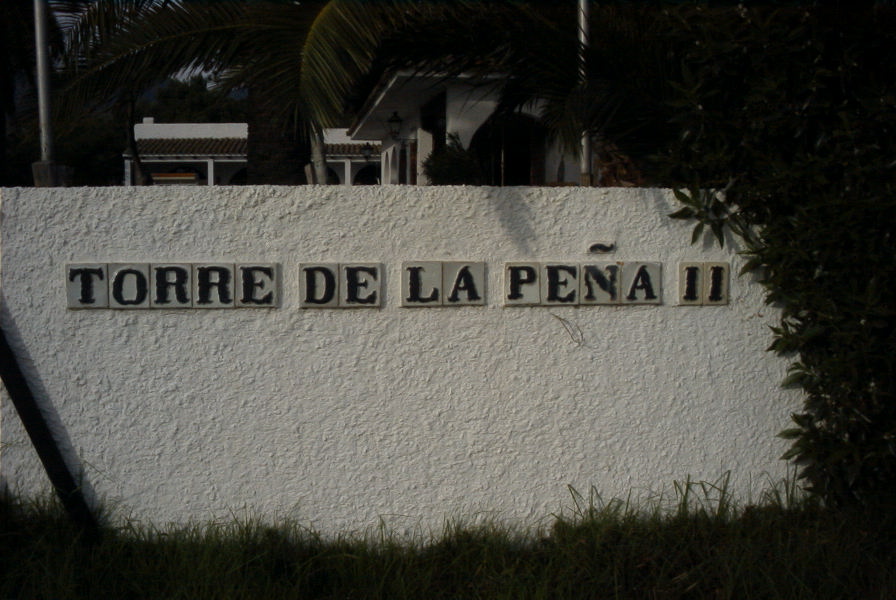 TORRE DE LA PEÑA II